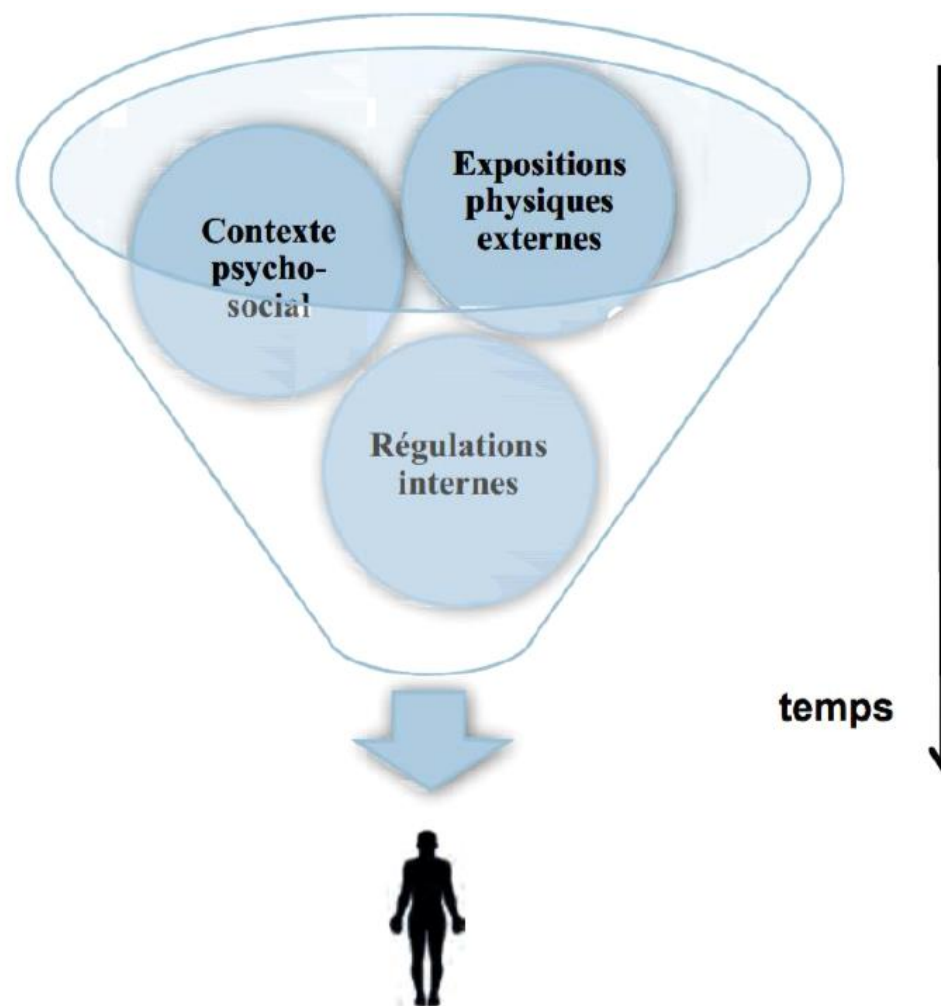 Expositions
physiques
externes
Contexte
psycho-
social
Régulations
internes
temps